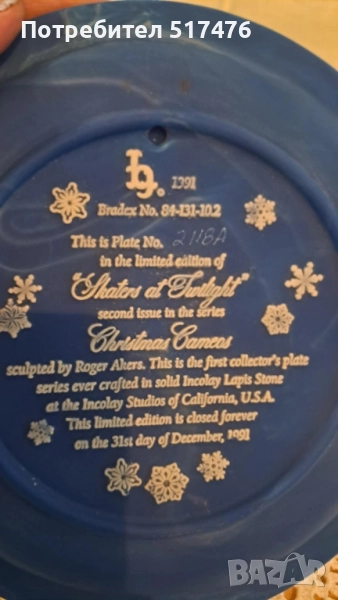 Потребител 517476
1991
Bradex No. 84-I31-10.2
This is Plate No. 2118A
in the limited edition of
"Skaters at Twilight"
second issue in the series
Christmas Cameos
sculpted by Roger Akers. This is the first collector's plate
series ever crafted in solid Incolay Lapis Stone
at the Incolay Studios of California, U.S.A.
This limited edition is closed forever
on the 31st day of December, 1991
BAZAR